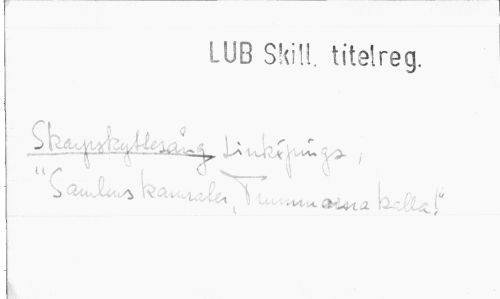 LUB Skill. titelreg.
Skarpskyttesång Linköpings,
"Samlens kamrater, Trummorna kalla!"